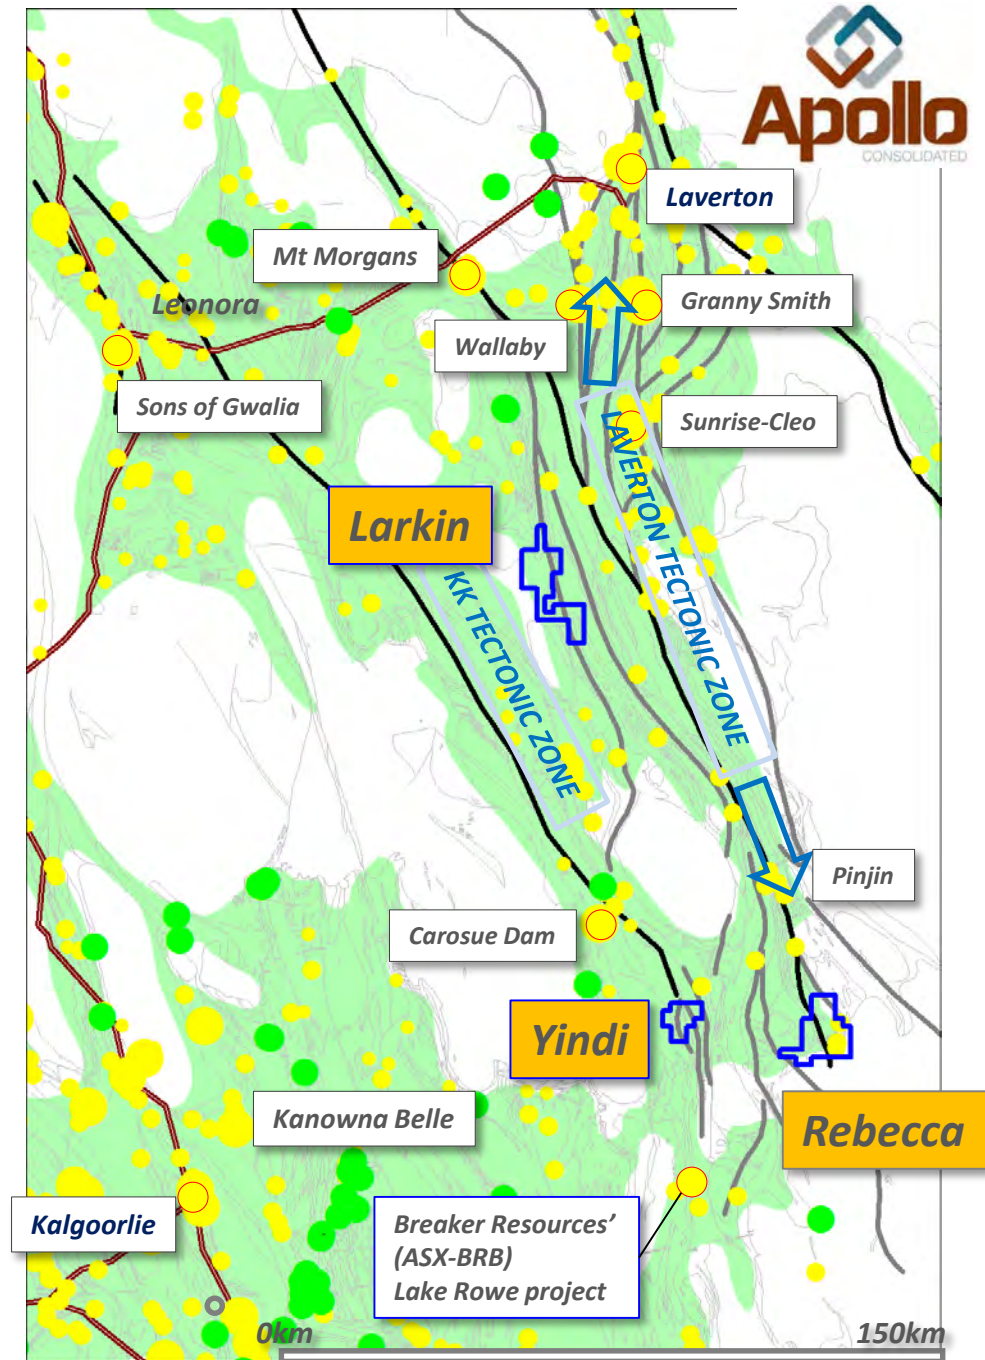 Apollo
CONSOLIDATED
Laverton
Mt Morgans
Leonora
Granny Smith
Wallaby
Sons of Gwalia
Sunrise-Cleo
LAVERTON TECTONIC ZONE
Larkin
KK TECTONIC ZONE
Pinjin
Carosue Dam
Yindi
Kanowna Belle
Rebecca
Kalgoorlie
Breaker Resources’
(ASX-BRB)
Lake Rowe project
0km
150km